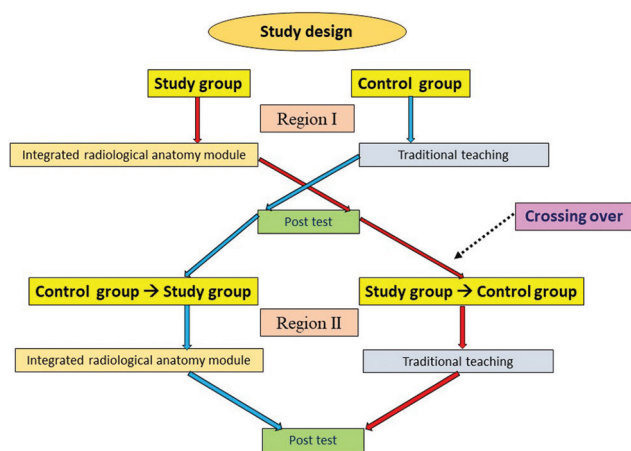 Study design
Study group
Control group
Region I
Integrated radiological anatomy module
Traditional teaching
Post test
Crossing over
Control group → Study group
Study group → Control group
Region II
Integrated radiological anatomy module
Traditional teaching
Post test